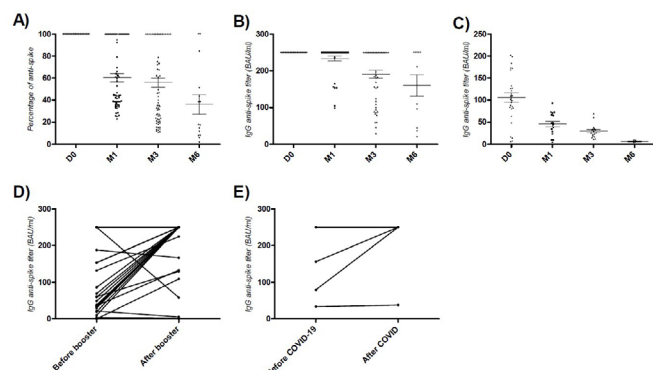 A)
Percentage of anti-spike
100
80
60
40
20
0
D0 M1 M3 M6
B)
IgG anti-spike titer (BAU/ml)
300
200
100
0
D0 M1 M3 M6
C)
IgG anti-spike titer (BAU/ml)
250
200
150
100
50
0
D0 M1 M3 M6
D)
IgG anti-spike titer (BAU/ml)
300
200
100
0
Before booster
After booster
E)
IgG anti-spike titer (BAU/ml)
300
200
100
0
Before COVID-19
After COVID